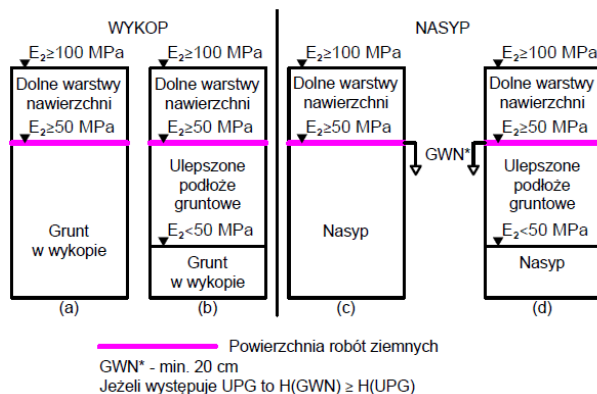 WYKOP
NASYP
E₂≥100 MPa
E₂≥100 MPa
E₂≥100 MPa
E₂≥100 MPa
Dolne warstwy
nawierzchni
Dolne warstwy
nawierzchni
Dolne warstwy
nawierzchni
Dolne warstwy
nawierzchni
E₂≥50 MPa
E₂≥50 MPa
E₂≥50 MPa
E₂≥50 MPa
GWN*
Grunt
w wykopie
Ulepszone
podłoże
gruntowe
E₂<50 MPa
Grunt
w wykopie
Nasyp
Ulepszone
podłoże
gruntowe
E₂<50 MPa
Nasyp
(a)
(b)
(c)
(d)
Powierzchnia robót ziemnych
GWN* - min. 20 cm
Jeżeli występuje UPG to H(GWN) ≥ H(UPG)